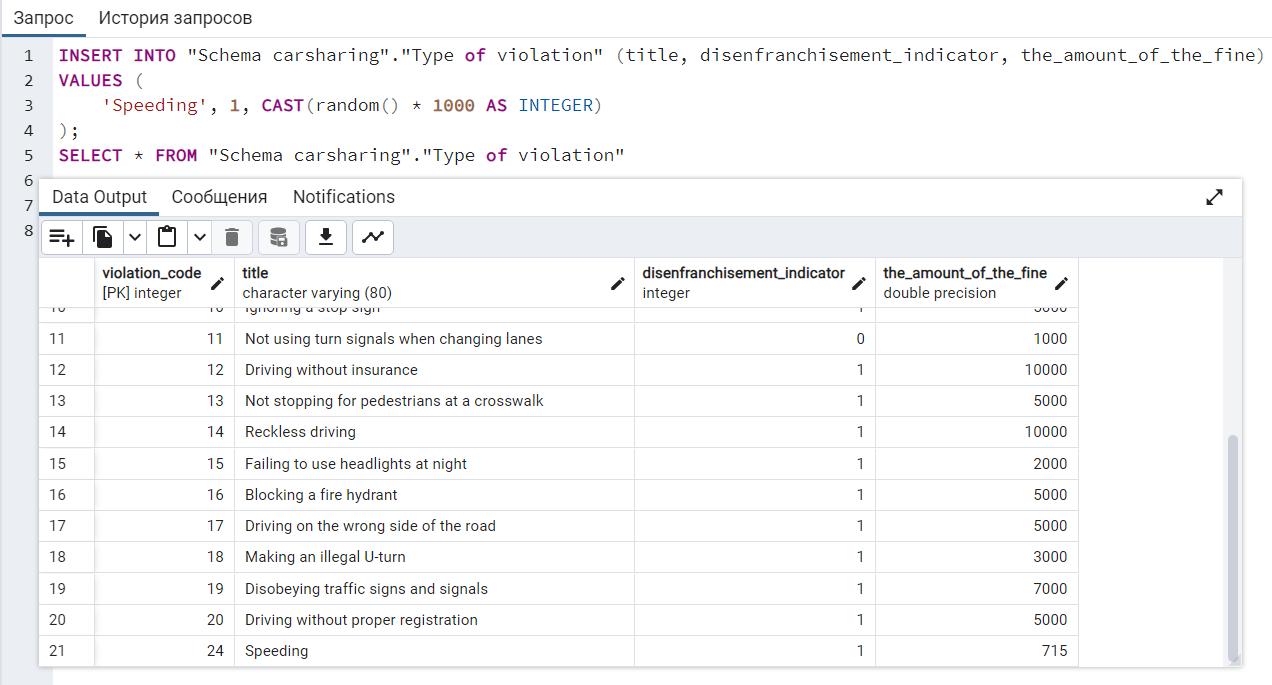 Запрос История запросов
1 INSERT INTO "Schema carsharing"."Type of violation" (title, disenfranchisement_indicator, the_amount_of_the_fine)
2 VALUES (
3 'Speeding', 1, CAST(random() * 1000 AS INTEGER)
4 );
5 SELECT * FROM "Schema carsharing"."Type of violation"
6
7
8
Data Output Сообщения Notifications
violation_code title disenfranchisement_indicator the_amount_of_the_fine
[PK] integer character varying (80) integer double precision
10 10 Ignoring a stop sign 1 3000
11 11 Not using turn signals when changing lanes 0 1000
12 12 Driving without insurance 1 10000
13 13 Not stopping for pedestrians at a crosswalk 1 5000
14 14 Reckless driving 1 10000
15 15 Failing to use headlights at night 1 2000
16 16 Blocking a fire hydrant 1 5000
17 17 Driving on the wrong side of the road 1 5000
18 18 Making an illegal U-turn 1 3000
19 19 Disobeying traffic signs and signals 1 7000
20 20 Driving without proper registration 1 5000
21 24 Speeding 1 715